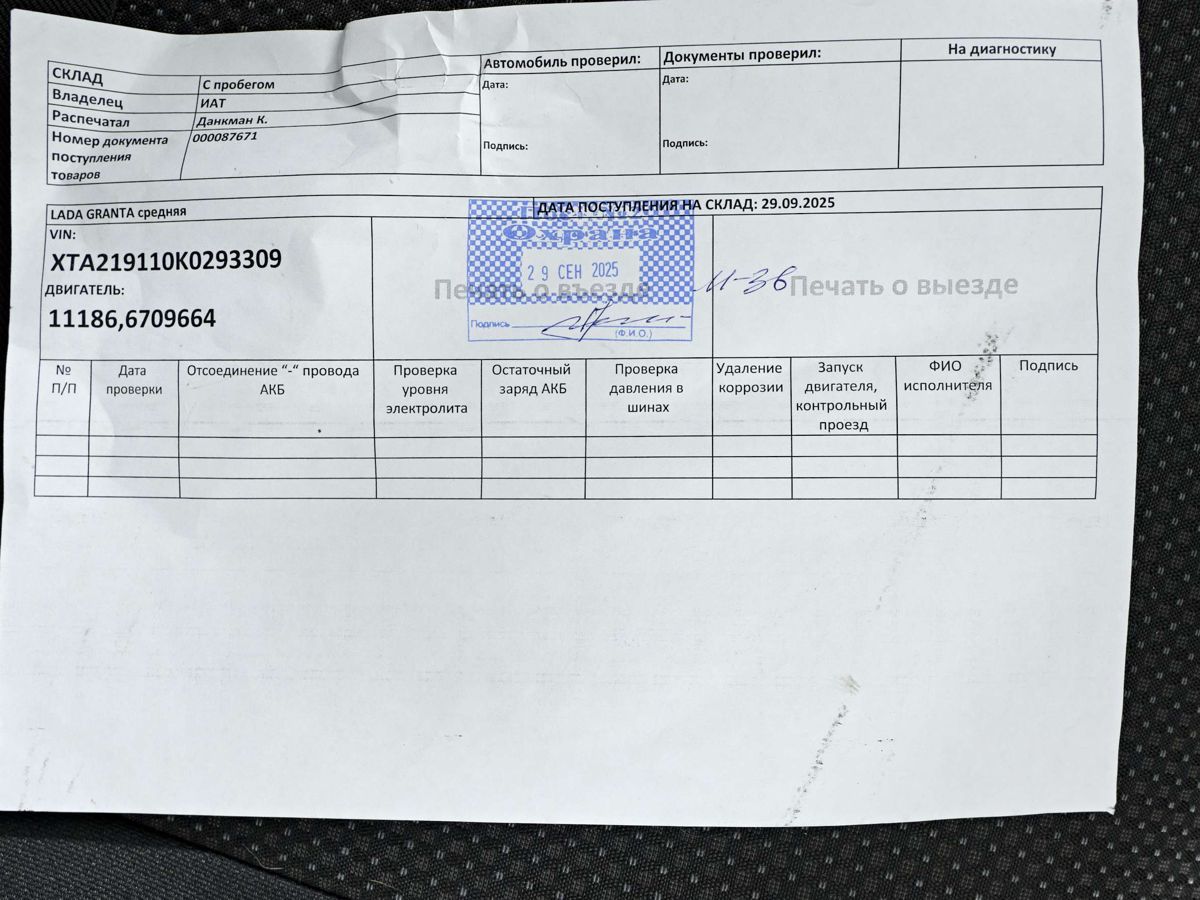 СКЛАД С пробегом
Владелец ИАТ
Распечатал Данкман К.
Номер документа поступления товаров 000087671
Автомобиль проверил:
Дата:
Подпись:
Документы проверил:
Дата:
Подпись:
На диагностику
LADA GRANTA средняя
ДАТА ПОСТУПЛЕНИЯ НА СКЛАД: 29.09.2025
VIN:
XTA219110K0293309
ДВИГАТЕЛЬ:
11186,6709664
Печать о въезде
Охрана
29 СЕН 2025
Подпись
(Ф.И.О.)
И-36
Печать о выезде
№ П/П
Дата проверки
Отсоединение “-“ провода АКБ
Проверка уровня электролита
Остаточный заряд АКБ
Проверка давления в шинах
Удаление коррозии
Запуск двигателя, контрольный проезд
ФИО исполнителя
Подпись